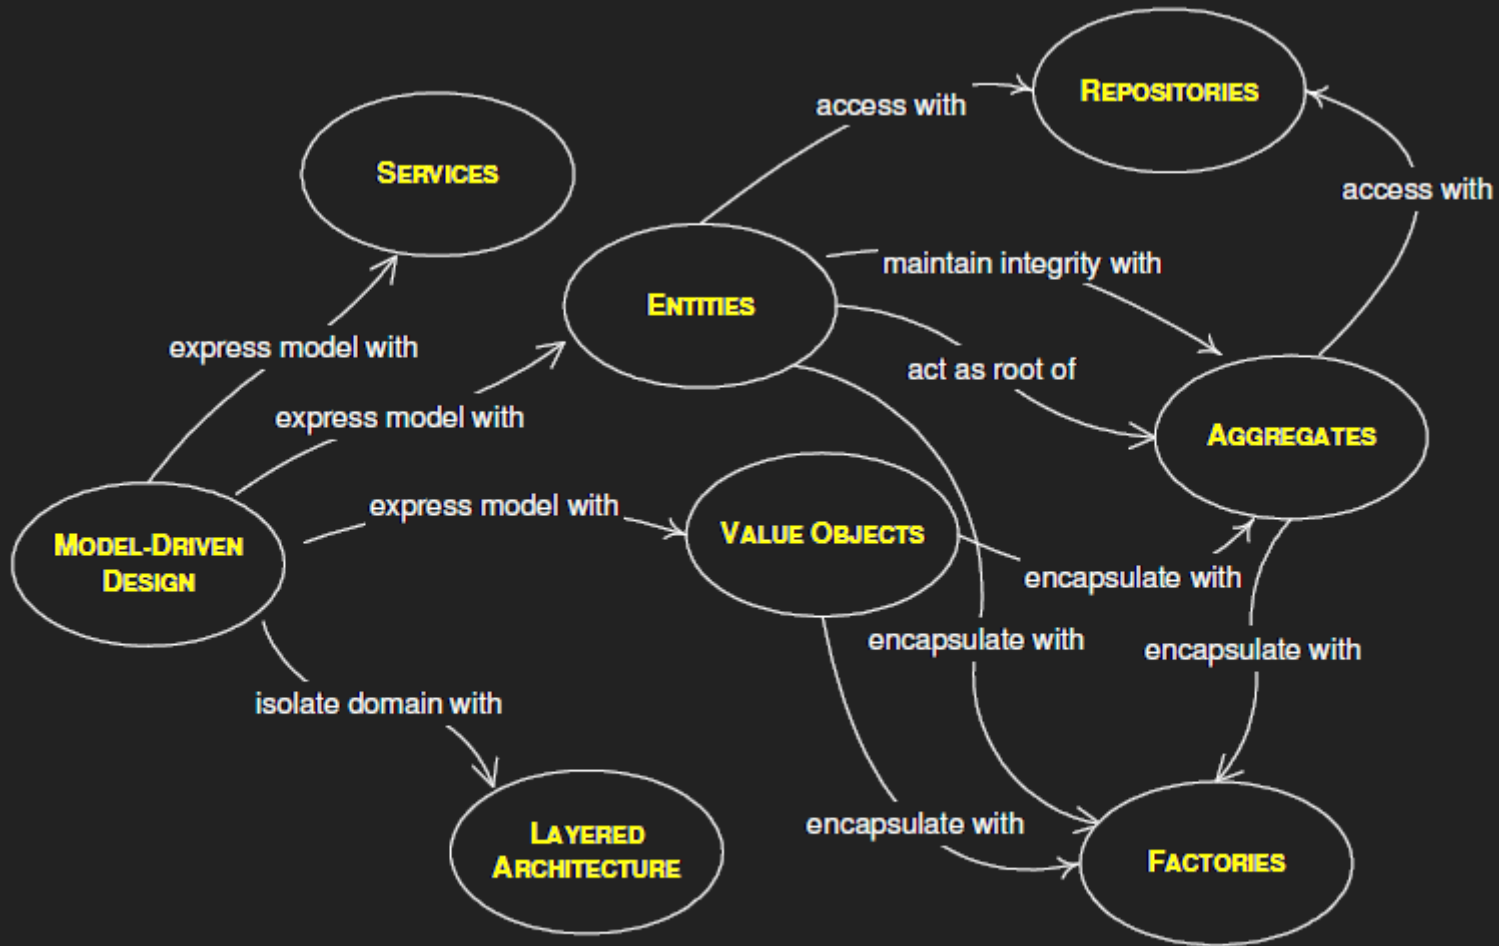 REPOSITORIES
access with
SERVICES
access with
maintain integrity with
ENTITIES
express model with
act as root of
express model with
AGGREGATES
express model with
VALUE OBJECTS
MODEL-DRIVEN
DESIGN
encapsulate with
encapsulate with
encapsulate with
isolate domain with
encapsulate with
LAYERED
ARCHITECTURE
FACTORIES